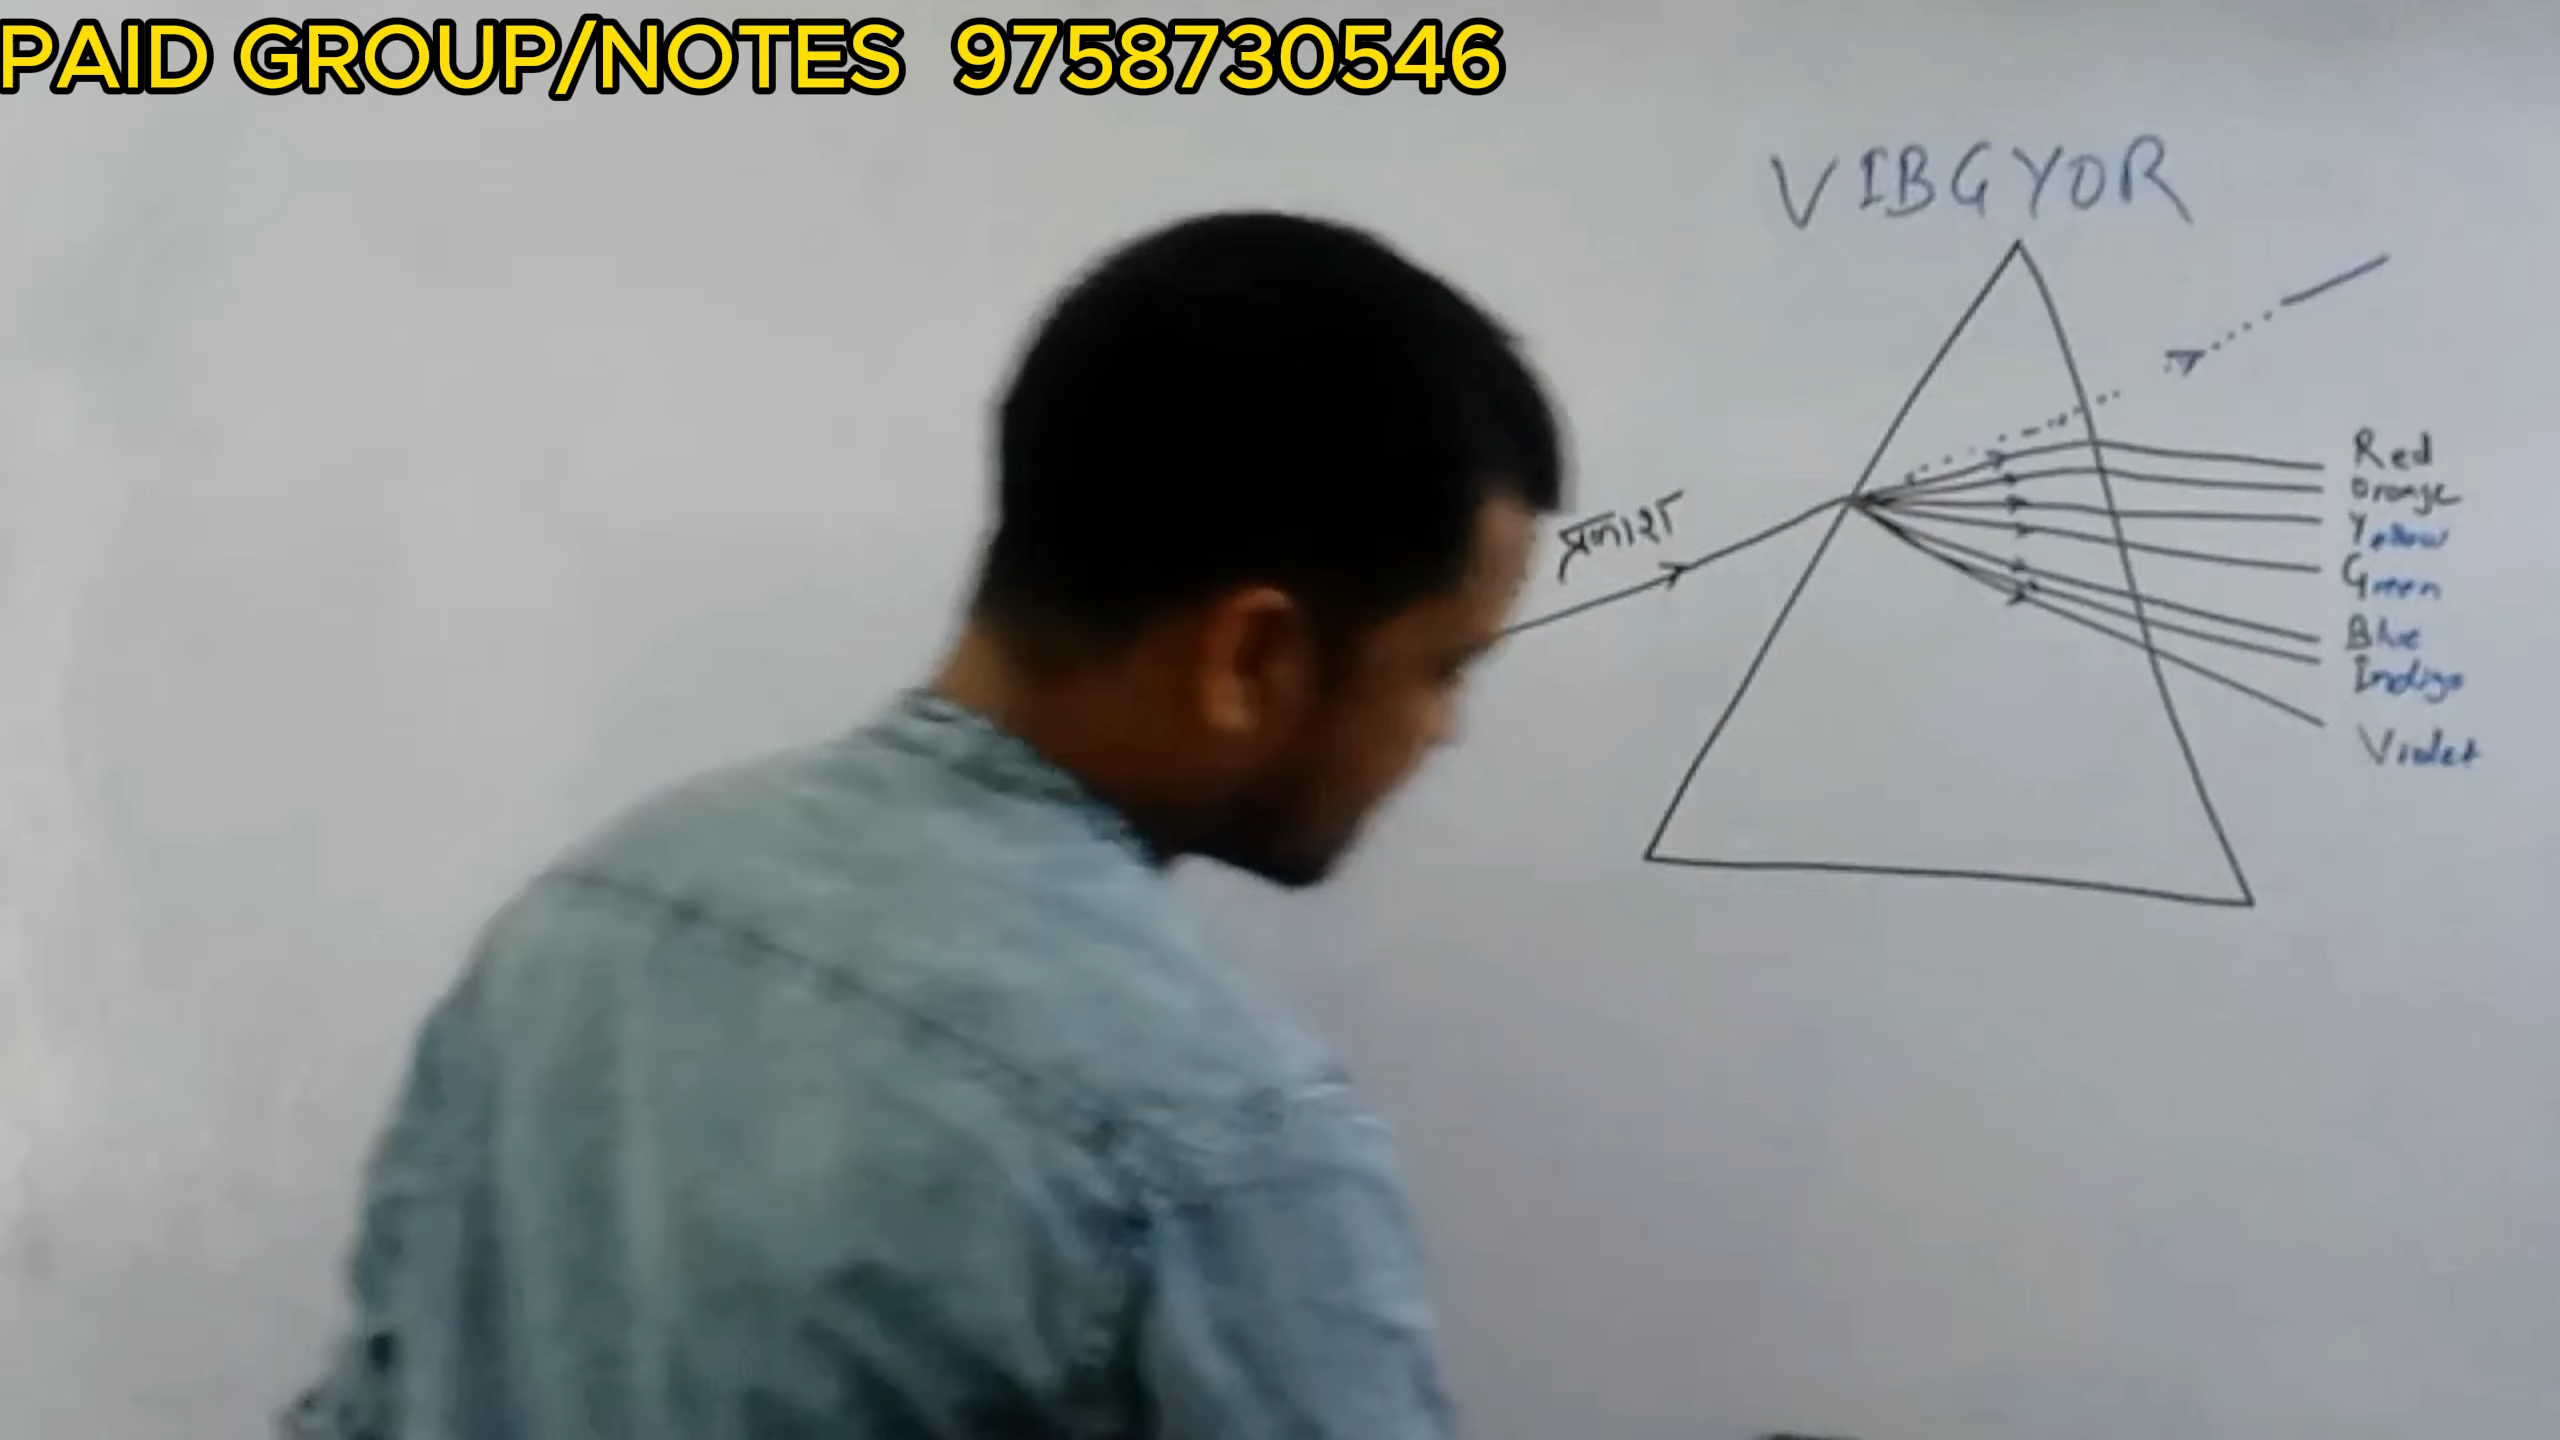 PAID GROUP/NOTES 9758730546
VIBGYOR
प्रकाश
Red
Orange
Yellow
Green
Blue
Indigo
Violet